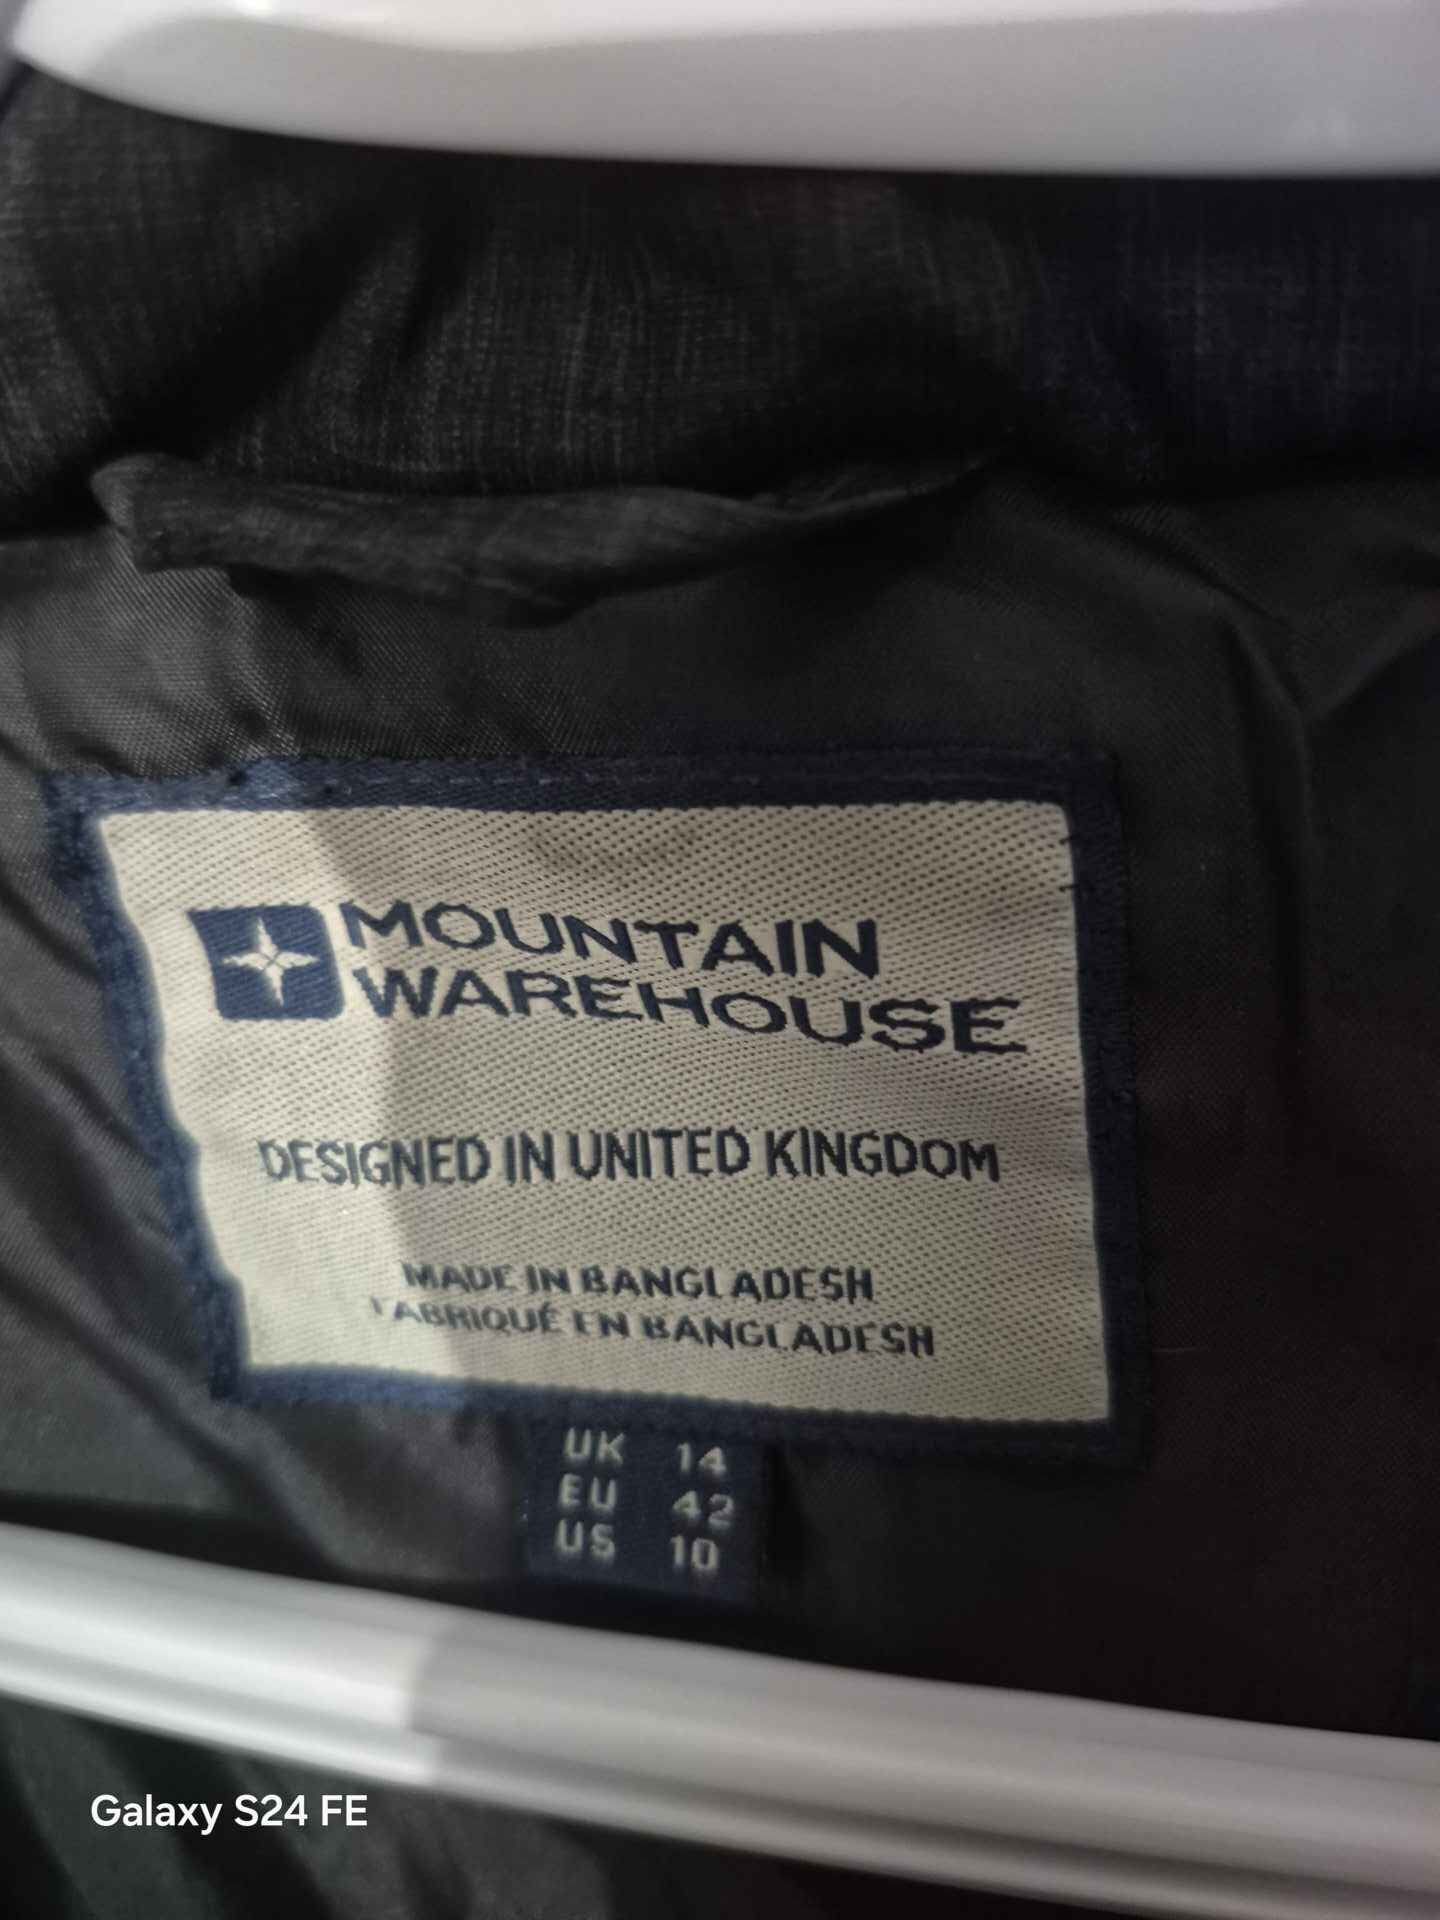 MOUNTAIN
WAREHOUSE
DESIGNED IN UNITED KINGDOM
MADE IN BANGLADESH
FABRIQUÉ EN BANGLADESH
UK 14
EU 42
US 10
Galaxy S24 FE